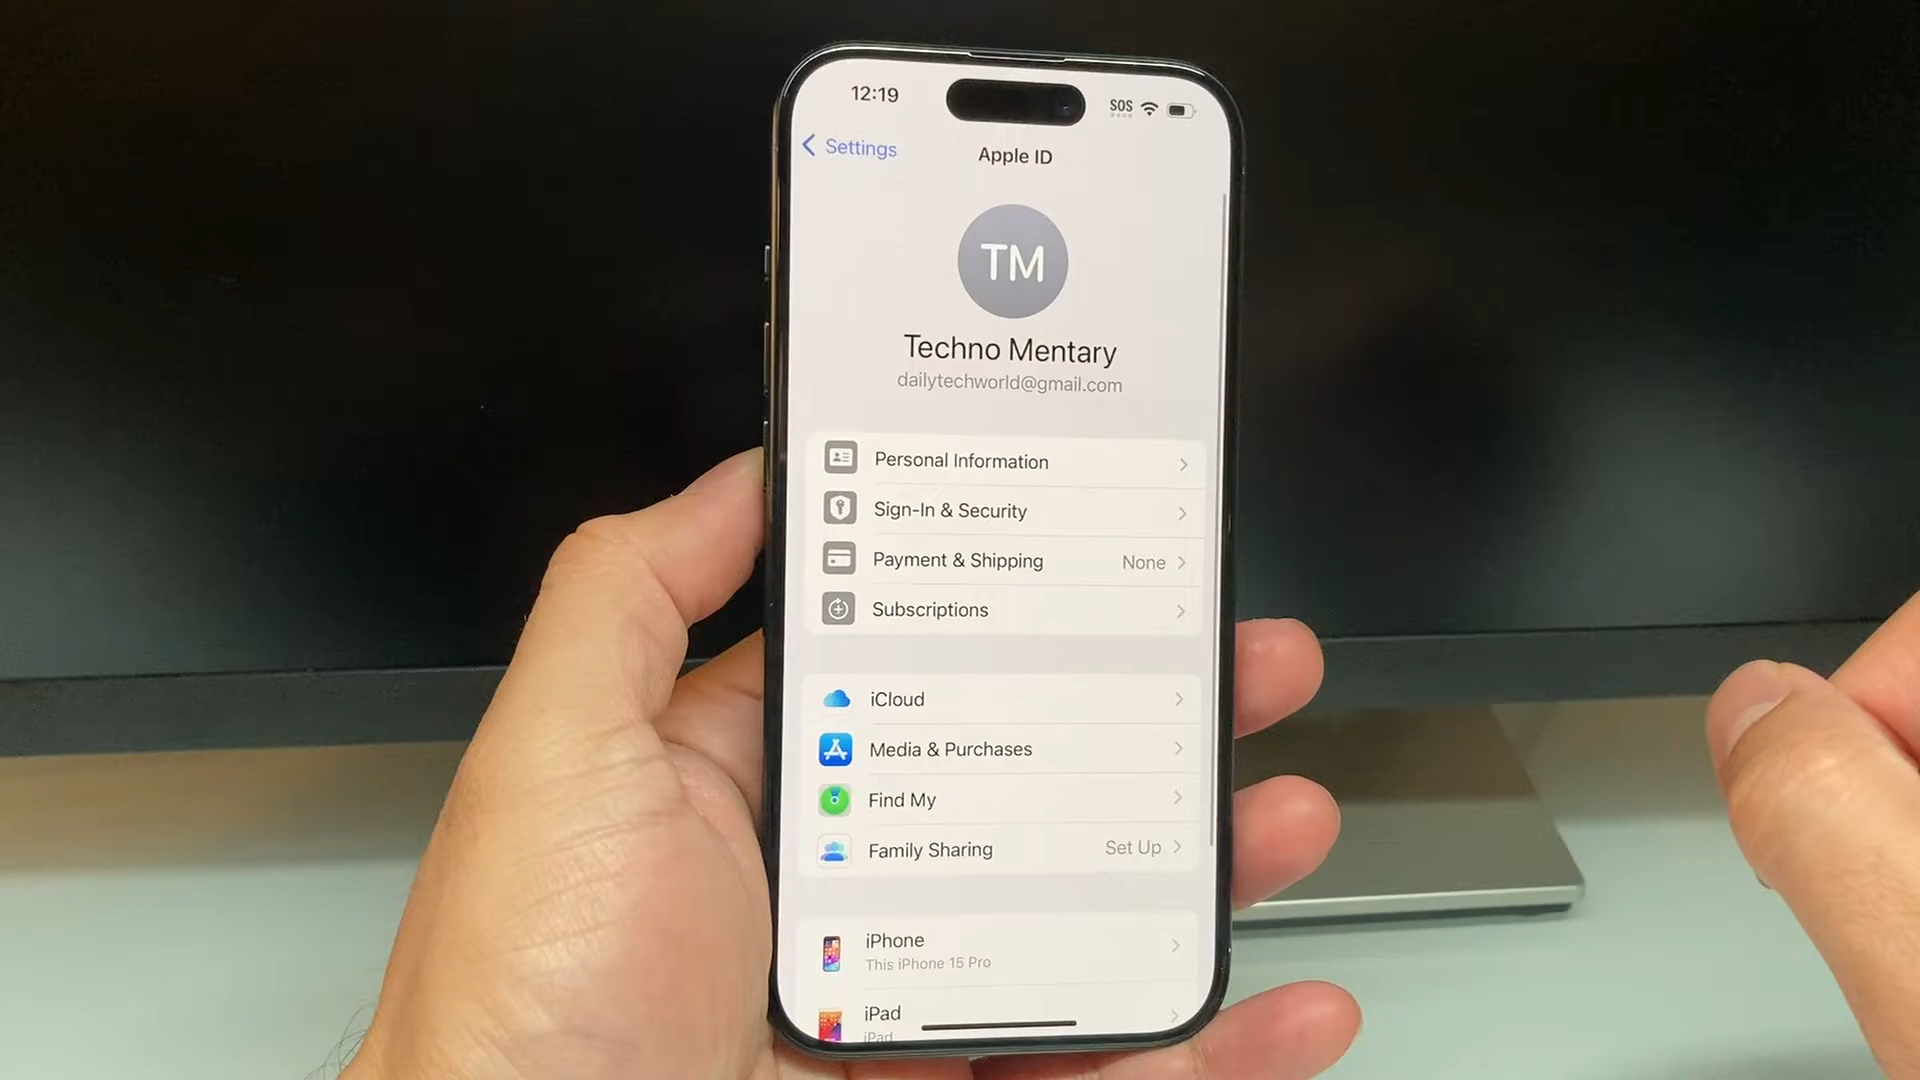 12:19
SOS
Settings
Apple ID
TM
Techno Mentary
dailytechworld@gmail.com
Personal Information
Sign-In & Security
Payment & Shipping None
Subscriptions
iCloud
Media & Purchases
Find My
Family Sharing Set Up
iPhone
This iPhone 15 Pro
iPad
iPad